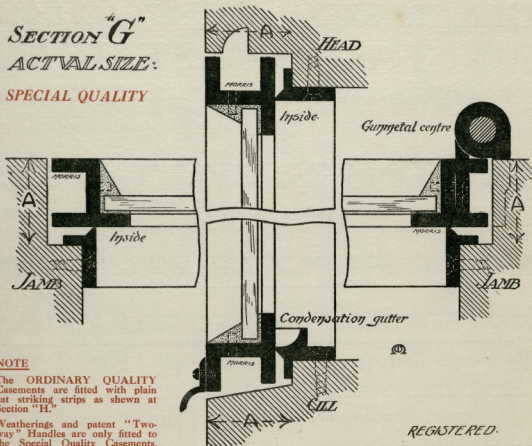 SECTION "G"
ACTUAL SIZE:
SPECIAL QUALITY
A
HEAD
MORRIS
Inside
Gunmetal centre
MORRIS
A
Inside
JAMB
A
MORRIS
JAMB
Condensation gutter
MORRIS
A
CILL
M
REGISTERED.
NOTE
The ORDINARY QUALITY
Casements are fitted with plain
flat striking strips as shewn at
Section "H."
Weatherings and patent "Two-
way" Handles are only fitted to
the Special Quality Casements.